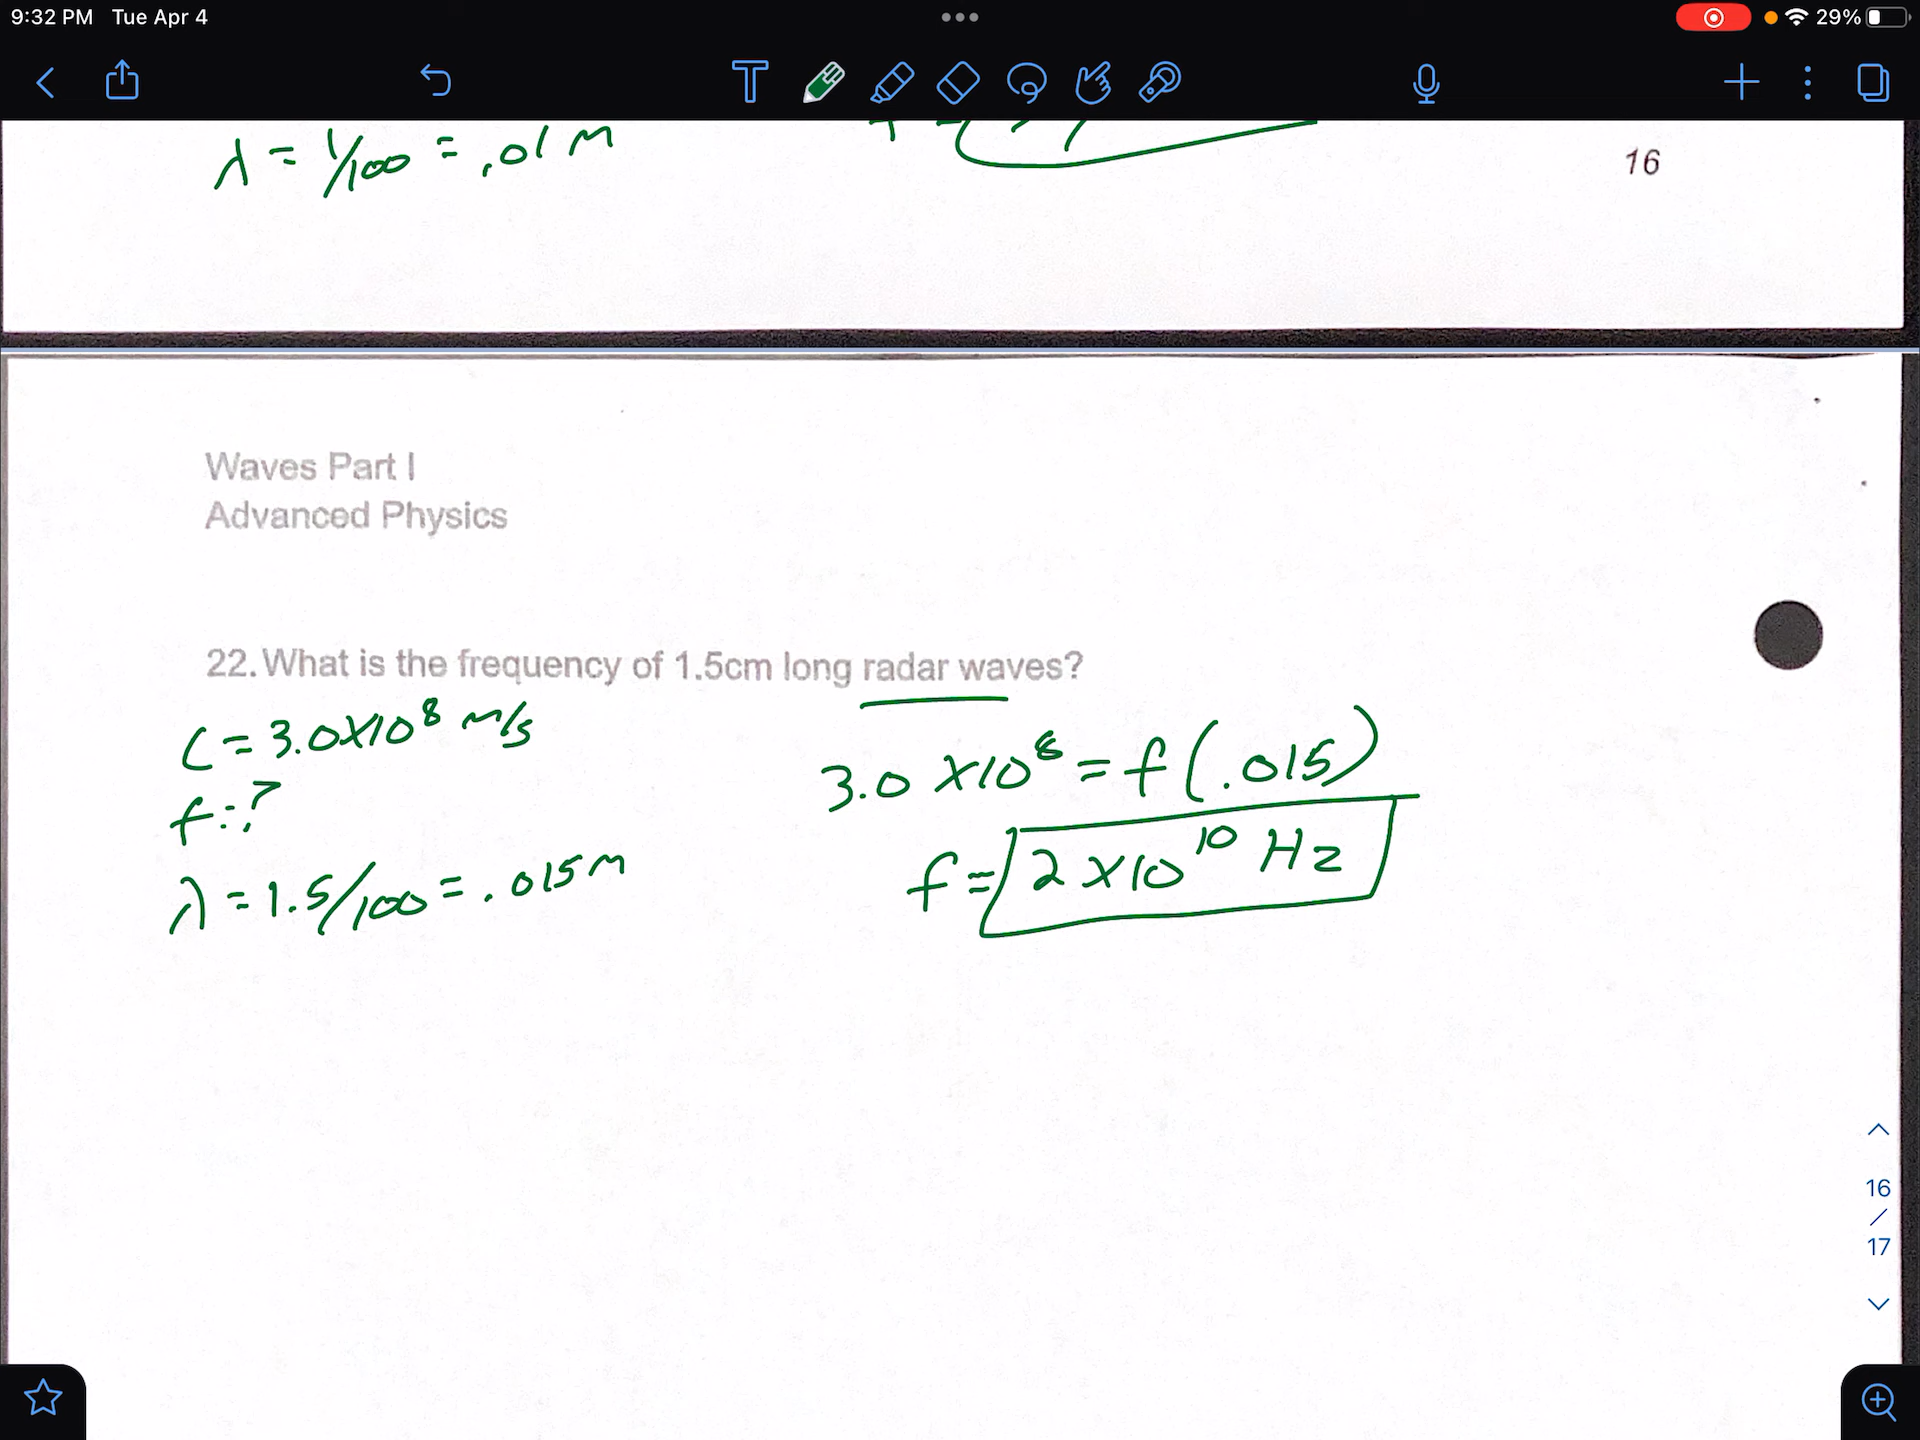 9:32 PM Tue Apr 4
29%
λ = 1/100 = .01 m
16
Waves Part I
Advanced Physics
22. What is the frequency of 1.5cm long radar waves?
C = 3.0X10⁸ m/s
3.0 X10⁸ = f (.015)
f = ?
f = 2 X10¹⁰ Hz
λ = 1.5/100 = .015 m
16
/
17